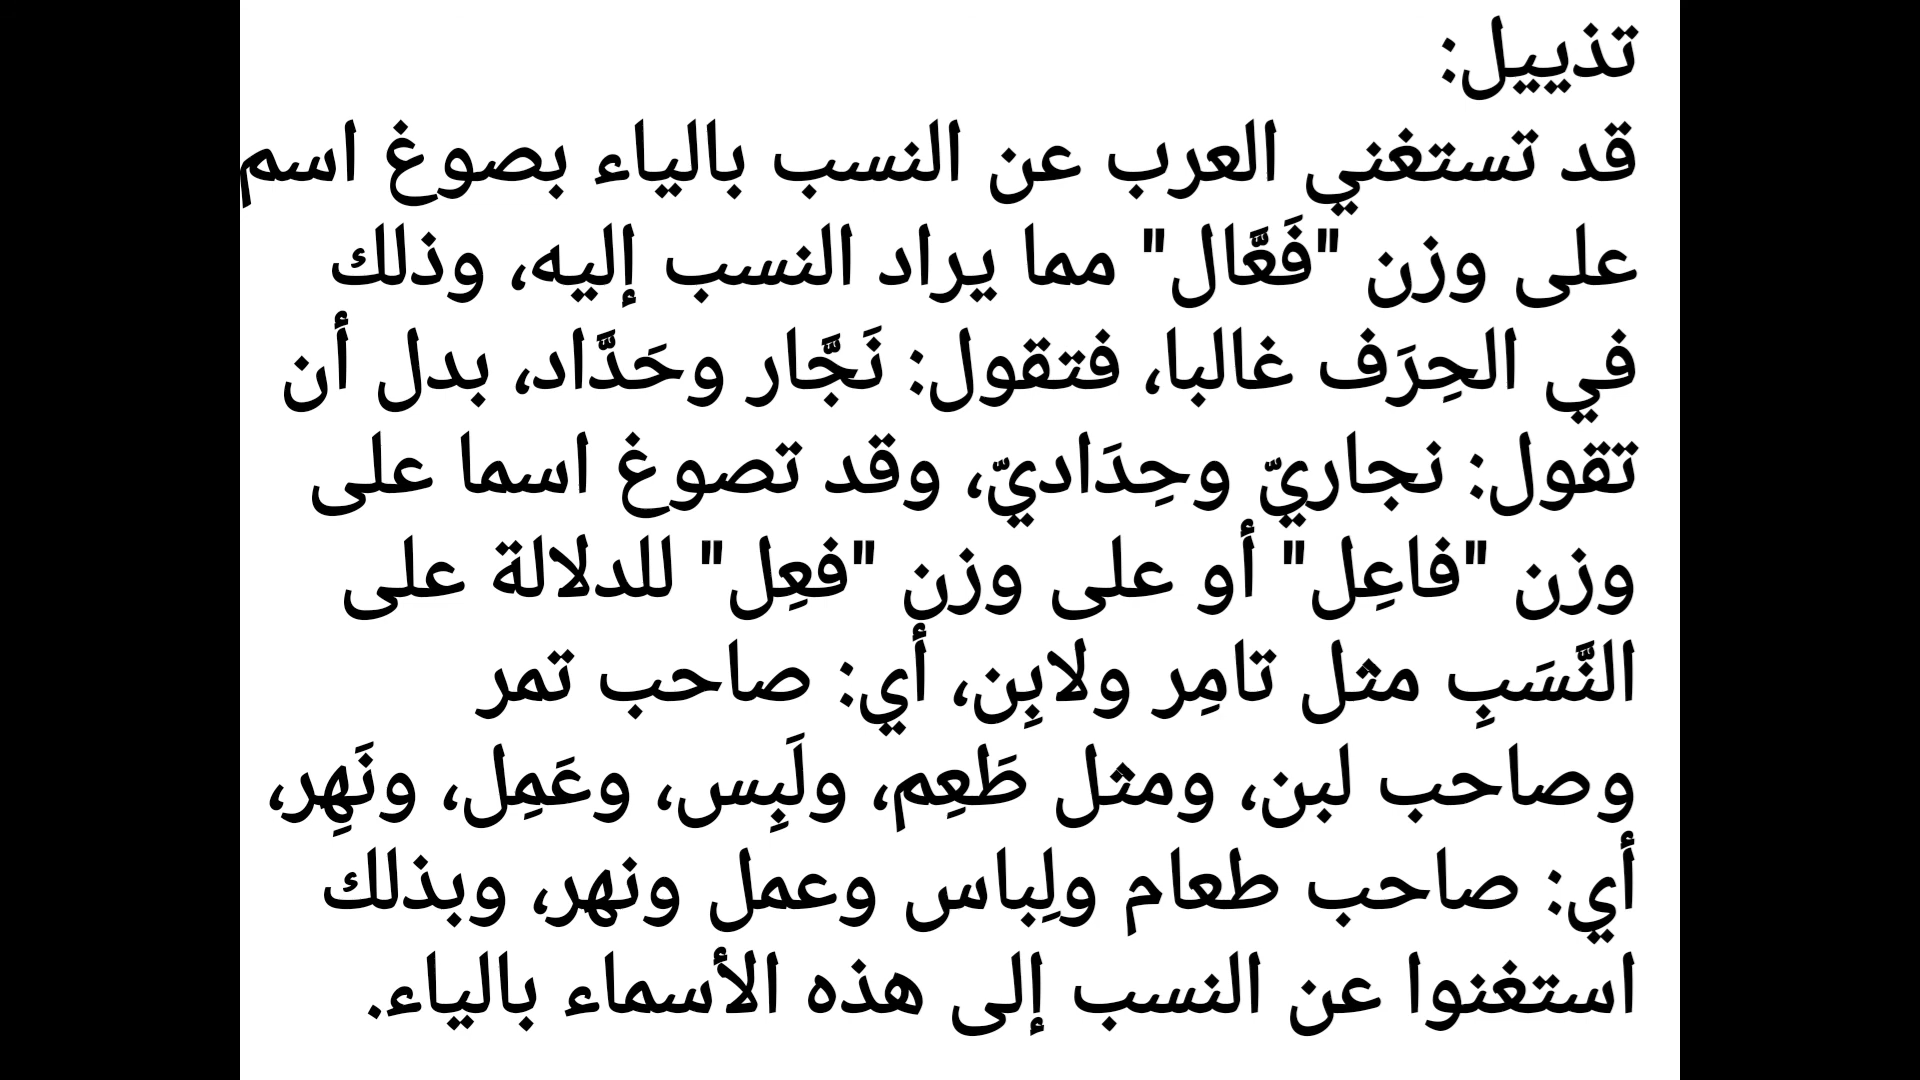 تذييل:
قد تستغني العرب عن النسب بالياء بصوغ اسم
على وزن "فَعَّال" مما يراد النسب إليه، وذلك
في الحِرَف غالبا، فتقول: نَجَّار وحَدَّاد، بدل أن
تقول: نجاريّ وحِدَاديّ، وقد تصوغ اسما على
وزن "فاعِل" أو على وزن "فعِل" للدلالة على
النَّسَبِ مثل تامِر ولابِن، أي: صاحب تمر
وصاحب لبن، ومثل طَعِم، ولَبِس، وعَمِل، ونَهِر،
أي: صاحب طعام ولِباس وعمل ونهر، وبذلك
استغنوا عن النسب إلى هذه الأسماء بالياء.